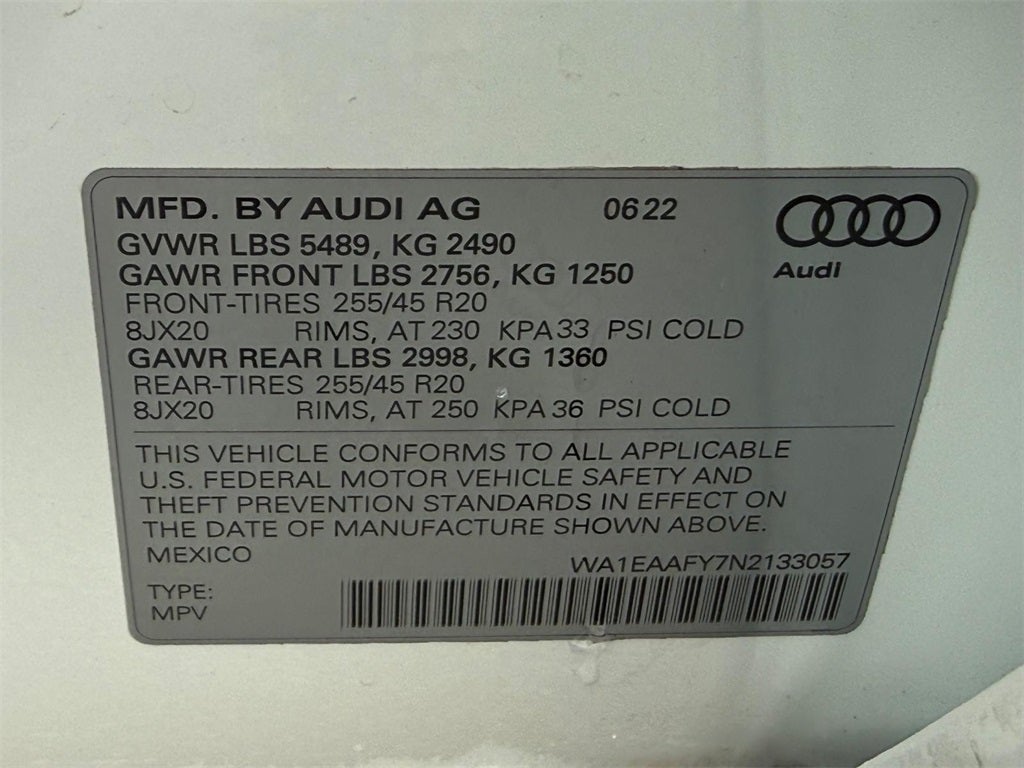 MFD. BY AUDI AG 0622
Audi
GVWR LBS 5489, KG 2490
GAWR FRONT LBS 2756, KG 1250
FRONT-TIRES 255/45 R20
8JX20 RIMS, AT 230 KPA 33 PSI COLD
GAWR REAR LBS 2998, KG 1360
REAR-TIRES 255/45 R20
8JX20 RIMS, AT 250 KPA 36 PSI COLD
THIS VEHICLE CONFORMS TO ALL APPLICABLE
U.S. FEDERAL MOTOR VEHICLE SAFETY AND
THEFT PREVENTION STANDARDS IN EFFECT ON
THE DATE OF MANUFACTURE SHOWN ABOVE.
MEXICO WA1EAAFY7N2133057
TYPE:
MPV